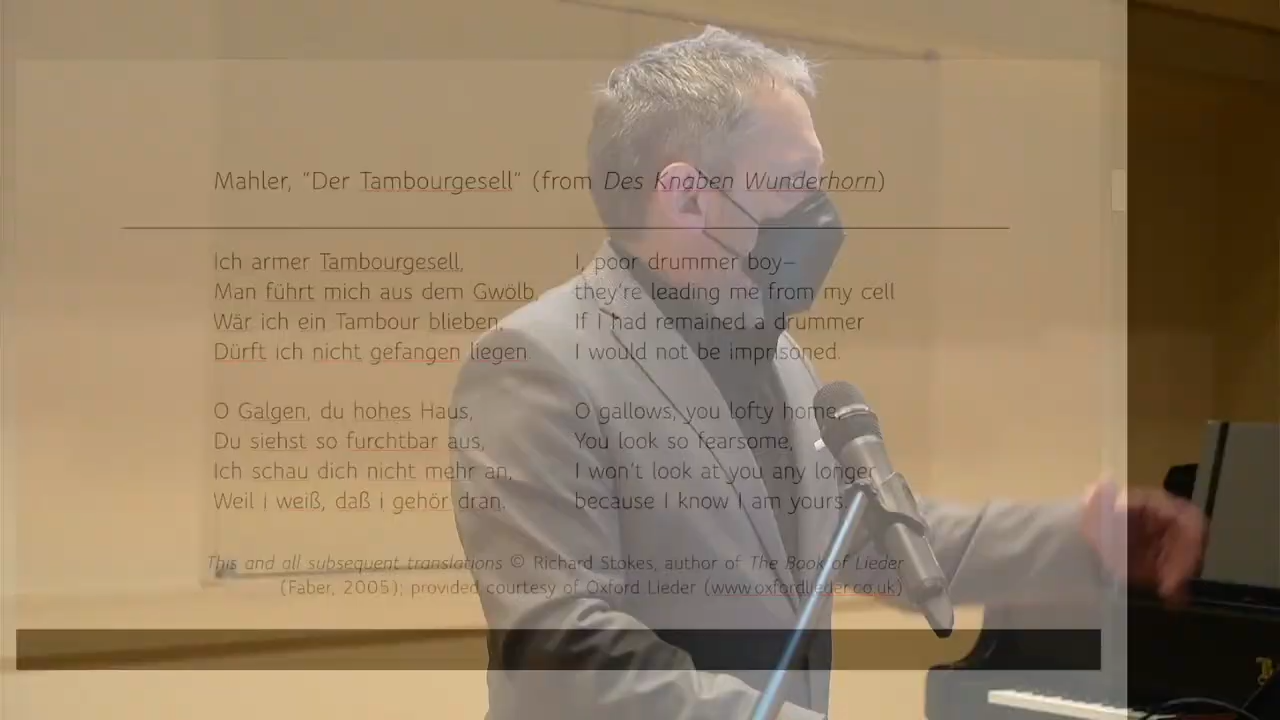 Mahler, "Der Tambourgesell" (from Des Knaben Wunderhorn)
Ich armer Tambourgesell,
Man führt mich aus dem Gwölb,
Wär ich ein Tambour blieben,
Dürft ich nicht gefangen liegen.
O Galgen, du hohes Haus,
Du siehst so furchtbar aus,
Ich schau dich nicht mehr an,
Weil i weiß, daß i gehör dran.
I, poor drummer boy—
they're leading me from my cell
If I had remained a drummer
I would not be imprisoned.
O gallows, you lofty home,
You look so fearsome,
I won't look at you any longer
because I know I am yours.
This and all subsequent translations © Richard Stokes, author of The Book of Lieder
(Faber, 2005); provided courtesy of Oxford Lieder (www.oxfordlieder.co.uk)